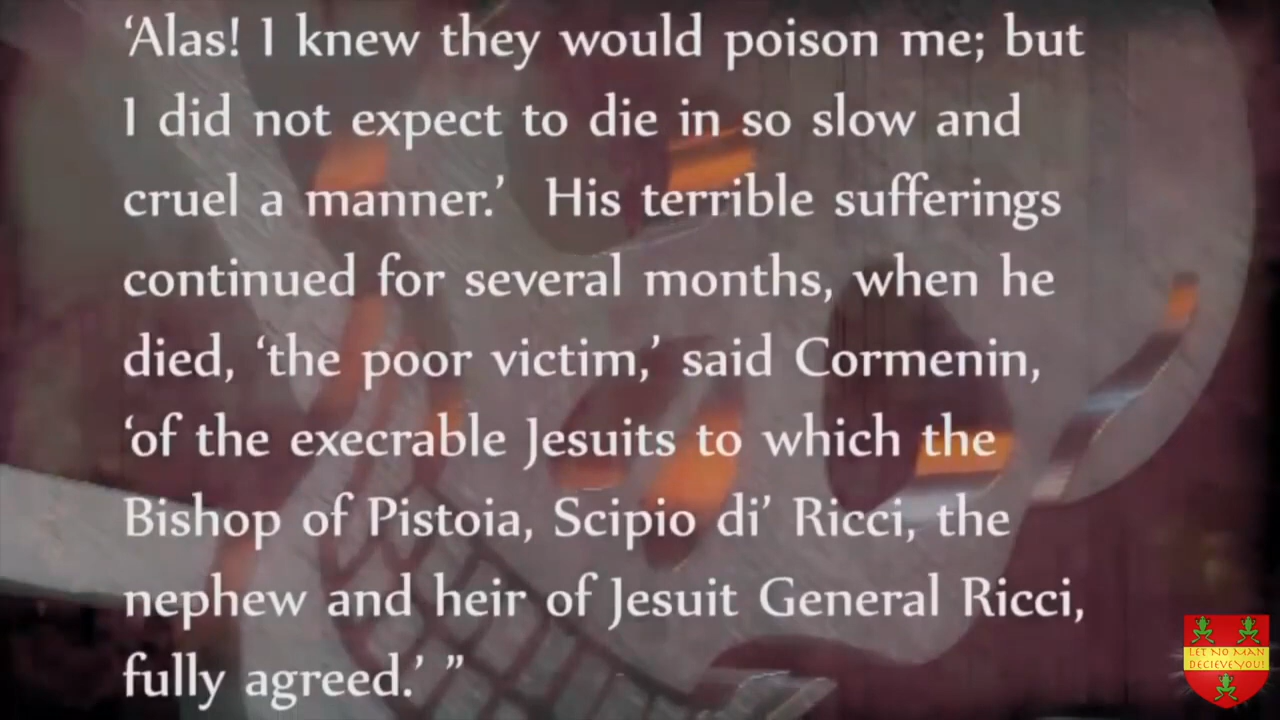 ‘Alas! I knew they would poison me; but
I did not expect to die in so slow and
cruel a manner.’ His terrible sufferings
continued for several months, when he
died, ‘the poor victim,’ said Cormenin,
‘of the execrable Jesuits to which the
Bishop of Pistoia, Scipio di’ Ricci, the
nephew and heir of Jesuit General Ricci,
fully agreed.’ ”
LET NO MAN
DECIEVE YOU!